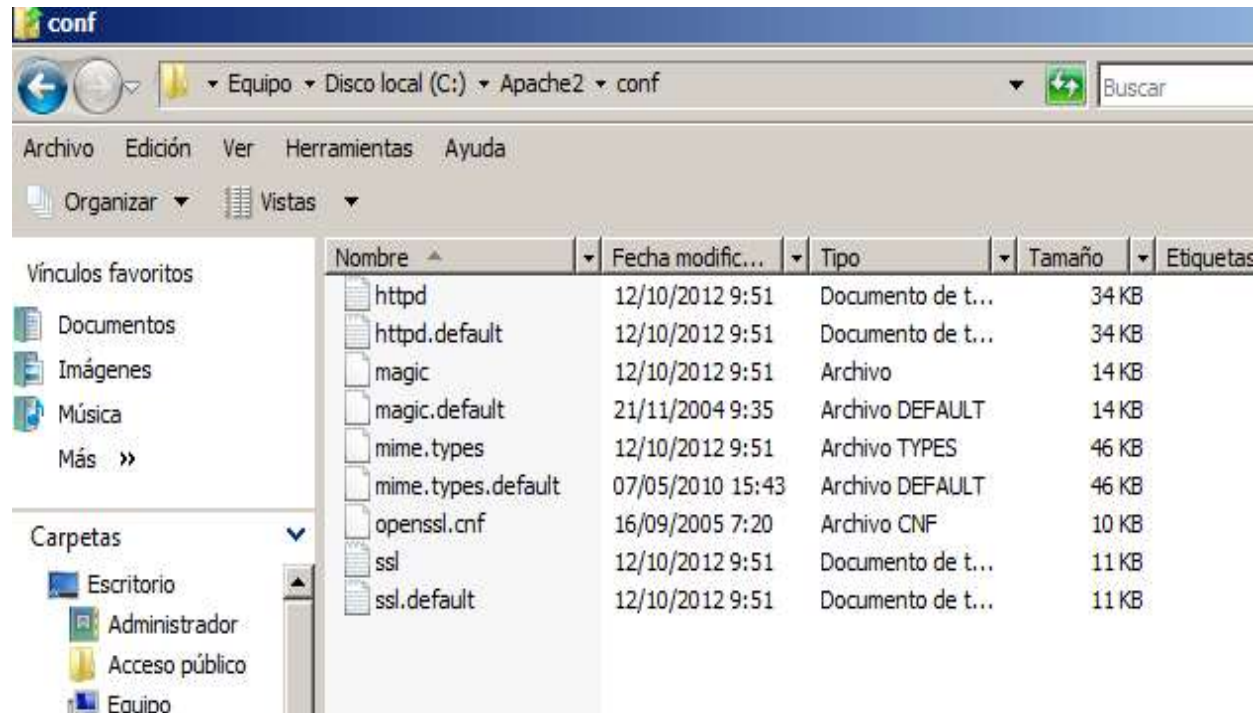 conf
Equipo Disco local (C:) Apache2 conf Buscar
Archivo Edición Ver Herramientas Ayuda
Organizar Vistas
Vínculos favoritos
Documentos
Imágenes
Música
Más »
Carpetas
Escritorio
Administrador
Acceso público
Equipo
Nombre Fecha modific... Tipo Tamaño Etiquetas
httpd 12/10/2012 9:51 Documento de t... 34 KB
httpd.default 12/10/2012 9:51 Documento de t... 34 KB
magic 12/10/2012 9:51 Archivo 14 KB
magic.default 21/11/2004 9:35 Archivo DEFAULT 14 KB
mime.types 12/10/2012 9:51 Archivo TYPES 46 KB
mime.types.default 07/05/2010 15:43 Archivo DEFAULT 46 KB
openssl.cnf 16/09/2005 7:20 Archivo CNF 10 KB
ssl 12/10/2012 9:51 Documento de t... 11 KB
ssl.default 12/10/2012 9:51 Documento de t... 11 KB